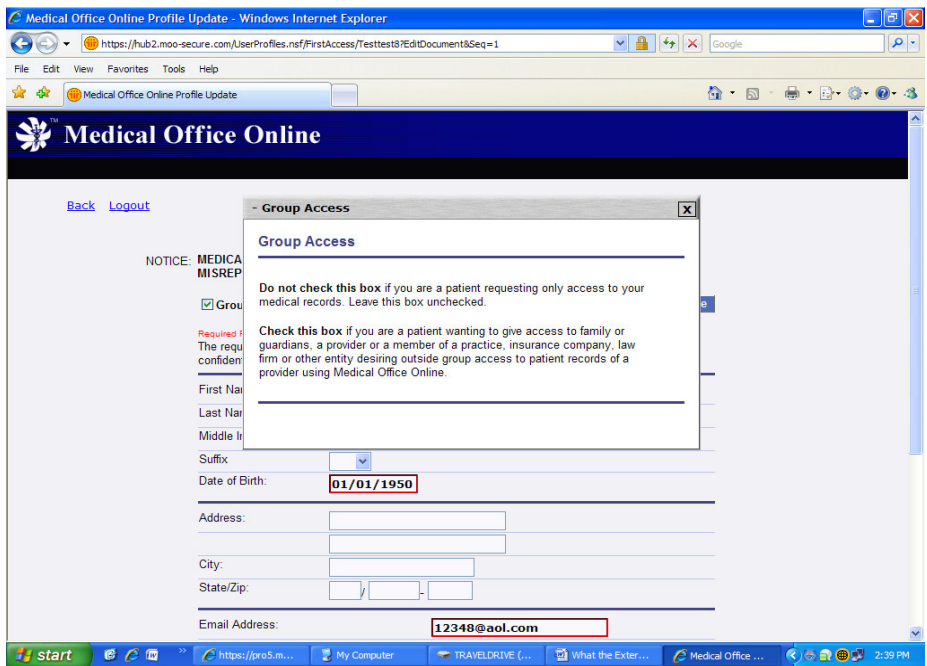 Medical Office Online Profile Update - Windows Internet Explorer
https://hub2.moo-secure.com/UserProfiles.nsf/FirstAccess/Testtest8?EditDocument&Seq=1
Google
File Edit View Favorites Tools Help
Medical Office Online Profile Update
Medical Office Online™
Back Logout
- Group Access
X
Group Access
NOTICE: MEDICA
MISREP
Do not check this box if you are a patient requesting only access to your
medical records. Leave this box unchecked.
Grou
e
Check this box if you are a patient wanting to give access to family or
guardians, a provider or a member of a practice, insurance company, law
firm or other entity desiring outside group access to patient records of a
provider using Medical Office Online.
Required F
The requ
confiden
First Nar
Last Nar
Middle In
Suffix
Date of Birth: 01/01/1950
Address:
City:
State/Zip: / -
Email Address: 12348@aol.com
start
https://pro5.m...
My Computer
TRAVELDRIVE (...
What the Exter...
Medical Office ...
2:39 PM